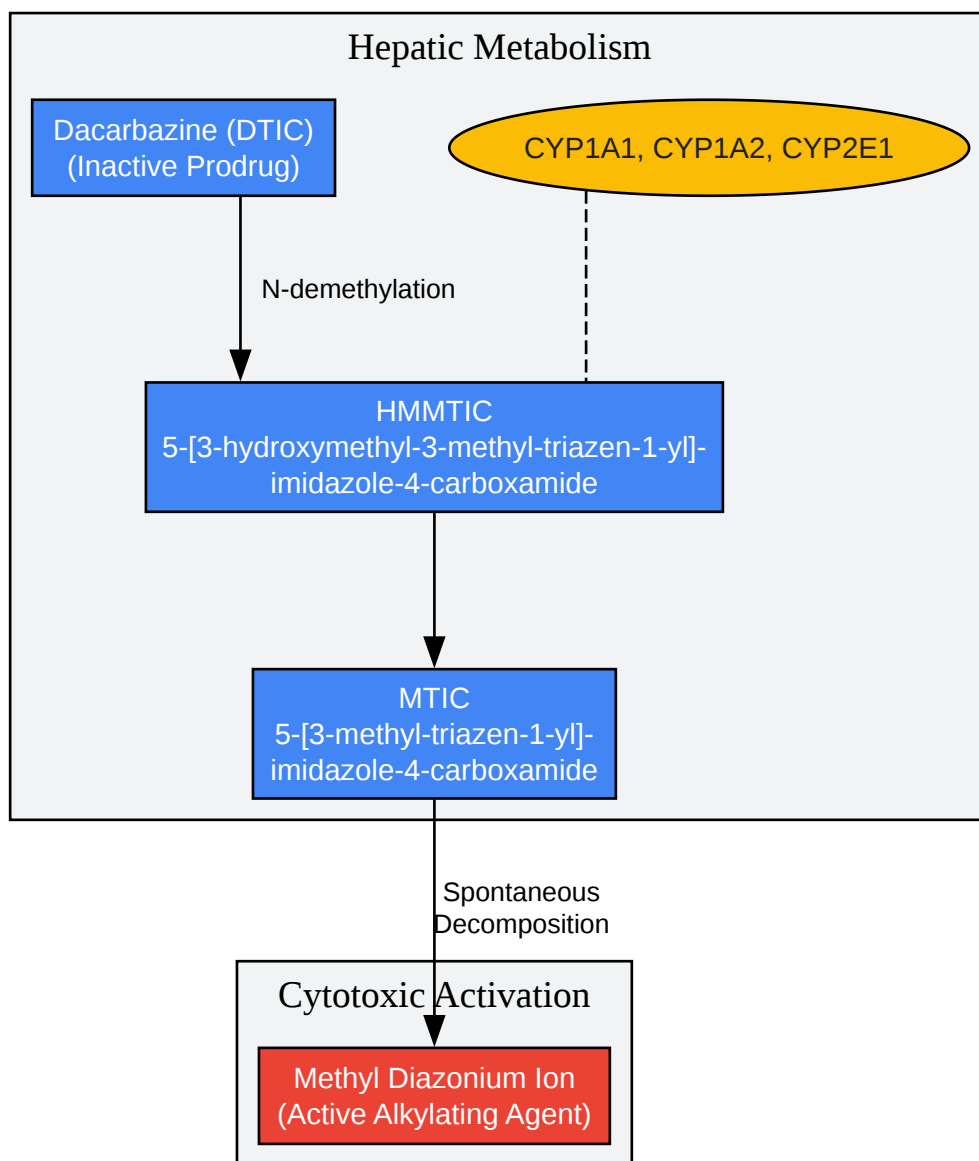 Hepatic Metabolism
Dacarbazine (DTIC)
(Inactive Prodrug)
CYP1A1, CYP1A2, CYP2E1
N-demethylation
HMMTIC
5-[3-hydroxymethyl-3-methyl-triazen-1-yl]-
imidazole-4-carboxamide
MTIC
5-[3-methyl-triazen-1-yl]-
imidazole-4-carboxamide
Spontaneous
Decomposition
Cytotoxic Activation
Methyl Diazonium Ion
(Active Alkylating Agent)